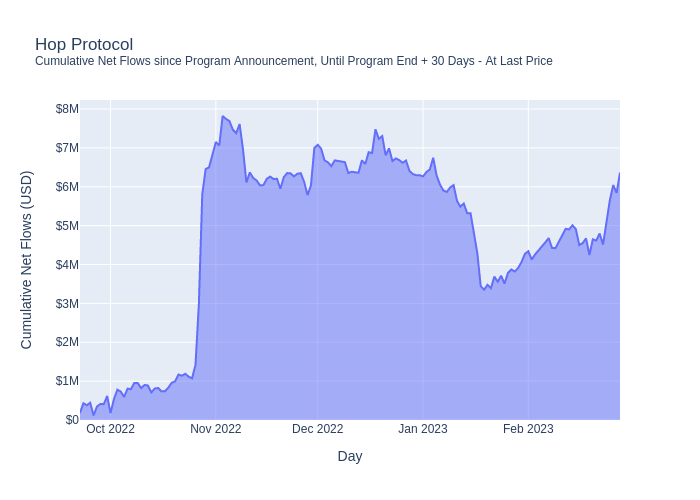 Hop Protocol
Cumulative Net Flows since Program Announcement, Until Program End + 30 Days - At Last Price
$8M
$7M
$6M
$5M
$4M
$3M
$2M
$1M
$0
Cumulative Net Flows (USD)
Oct 2022 Nov 2022 Dec 2022 Jan 2023 Feb 2023
Day